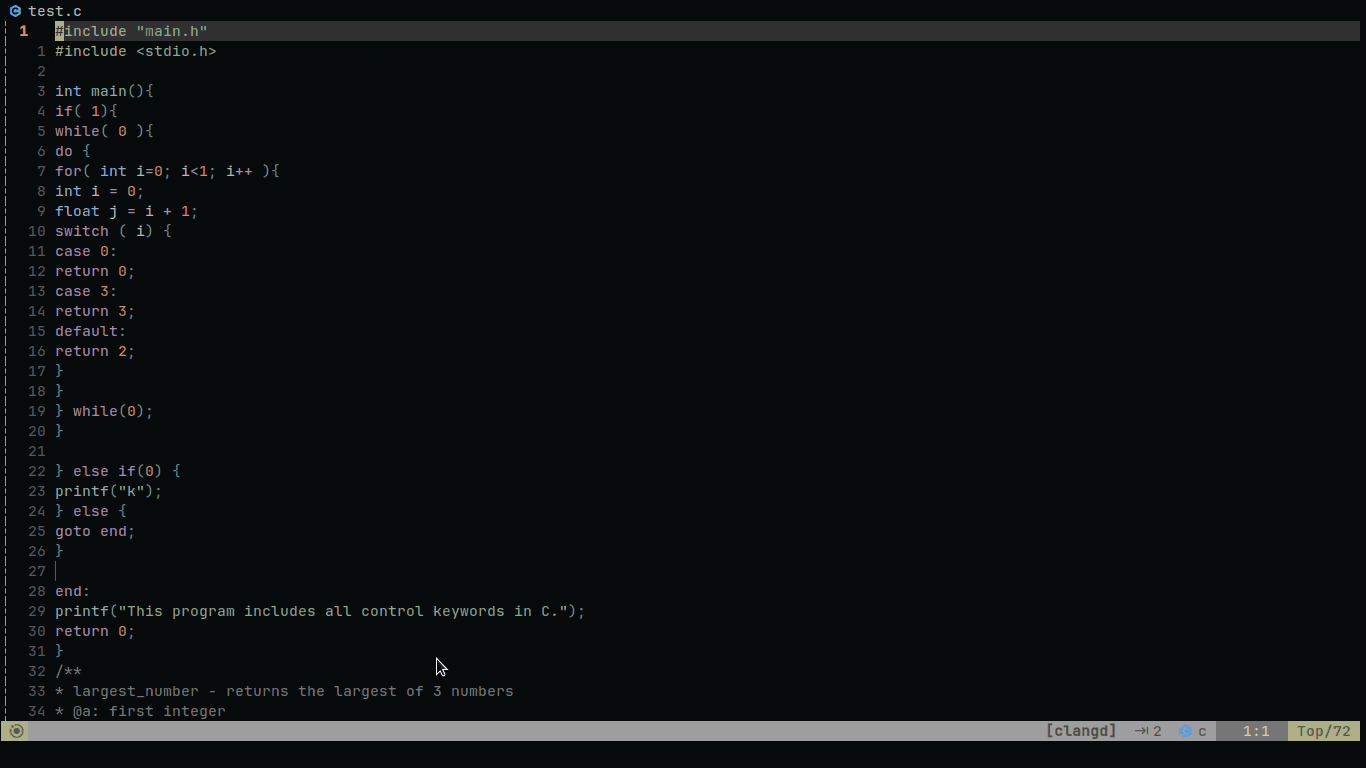 test.c
1 #include "main.h"
1 #include <stdio.h>
2
3 int main(){
4 if( 1){
5 while( 0 ){
6 do {
7 for( int i=0; i<1; i++ ){
8 int i = 0;
9 float j = i + 1;
10 switch ( i) {
11 case 0:
12 return 0;
13 case 3:
14 return 3;
15 default:
16 return 2;
17 }
18 }
19 } while(0);
20 }
21
22 } else if(0) {
23 printf("k");
24 } else {
25 goto end;
26 }
27
28 end:
29 printf("This program includes all control keywords in C.");
30 return 0;
31 }
32 /**
33 * largest_number - returns the largest of 3 numbers
34 * @a: first integer
[clangd] ⇥ 2 c 1:1 Top/72